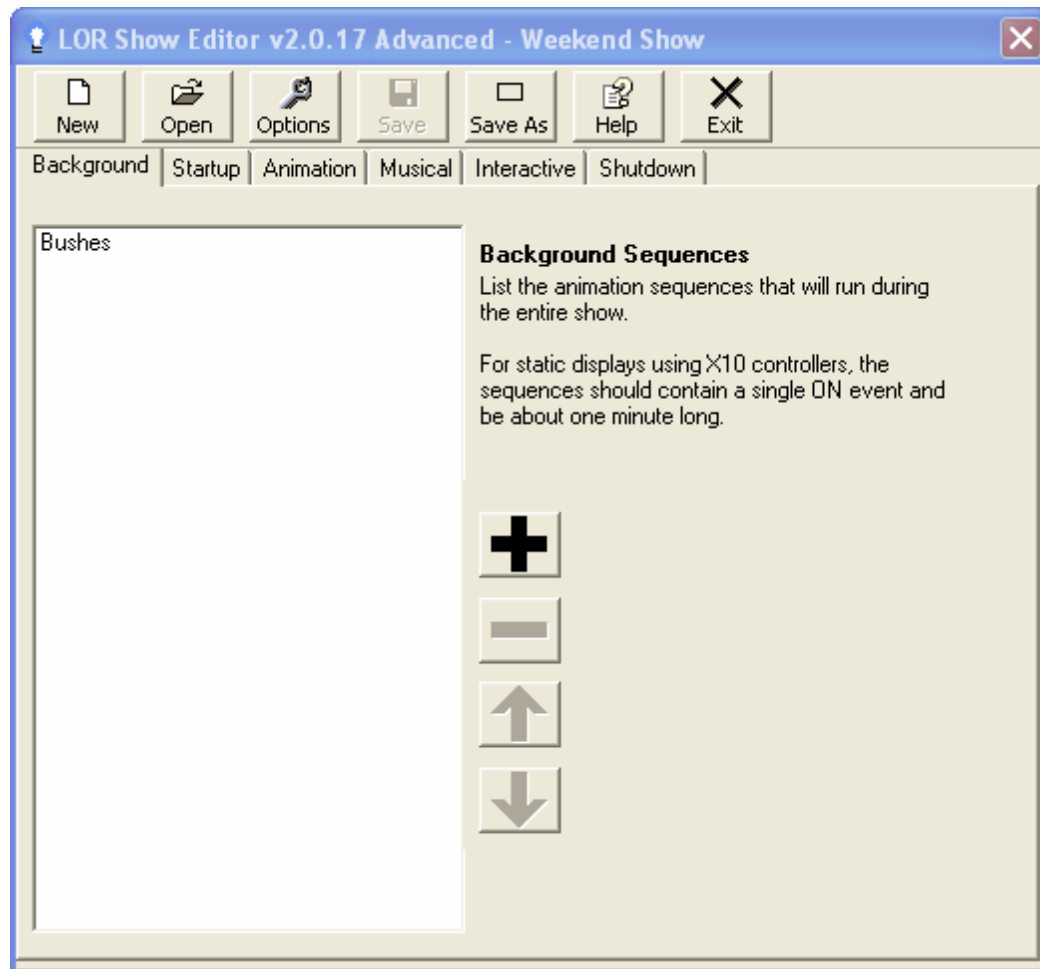 LOR Show Editor v2.0.17 Advanced - Weekend Show
New Open Options Save Save As Help Exit
Background Startup Animation Musical Interactive Shutdown
Bushes
Background Sequences
List the animation sequences that will run during
the entire show.
For static displays using X10 controllers, the
sequences should contain a single ON event and
be about one minute long.